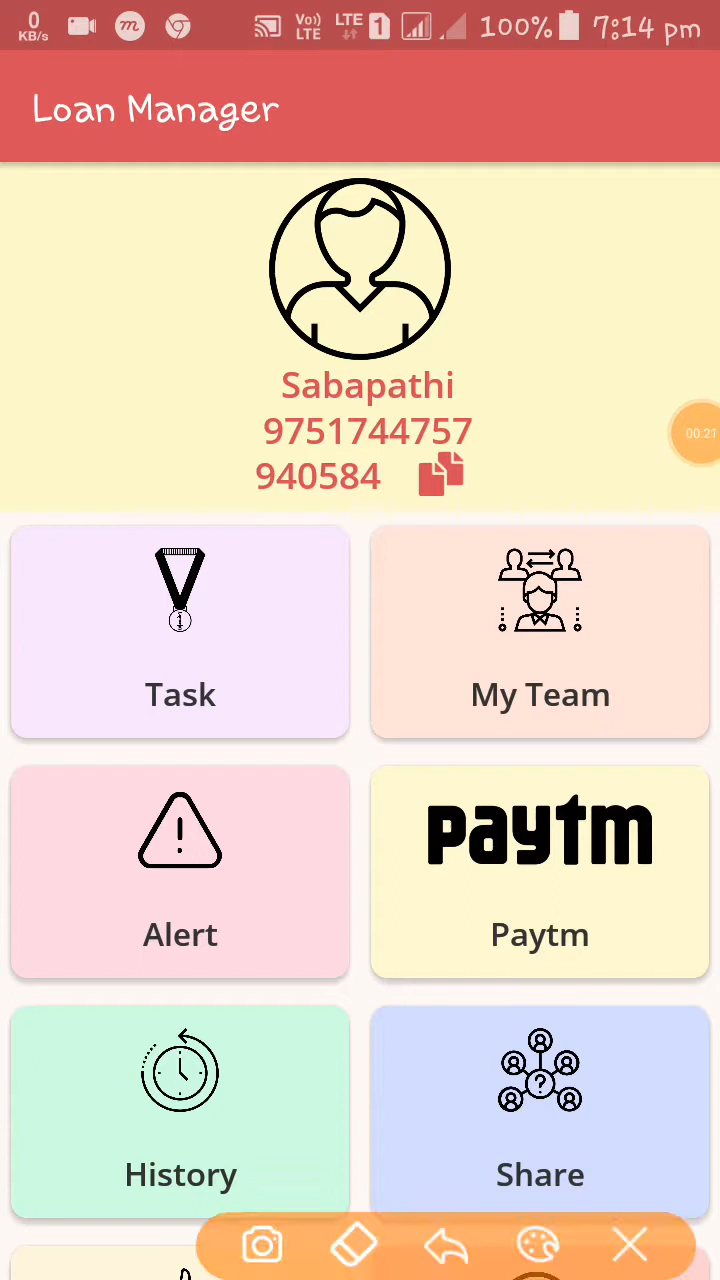 0
KB/s
m
Vo))
LTE
LTE
1
100%
7:14 pm
Loan Manager
Sabapathi
9751744757
940584
00:21
1
Task
My Team
!
Alert
paytm
Paytm
History
?
Share